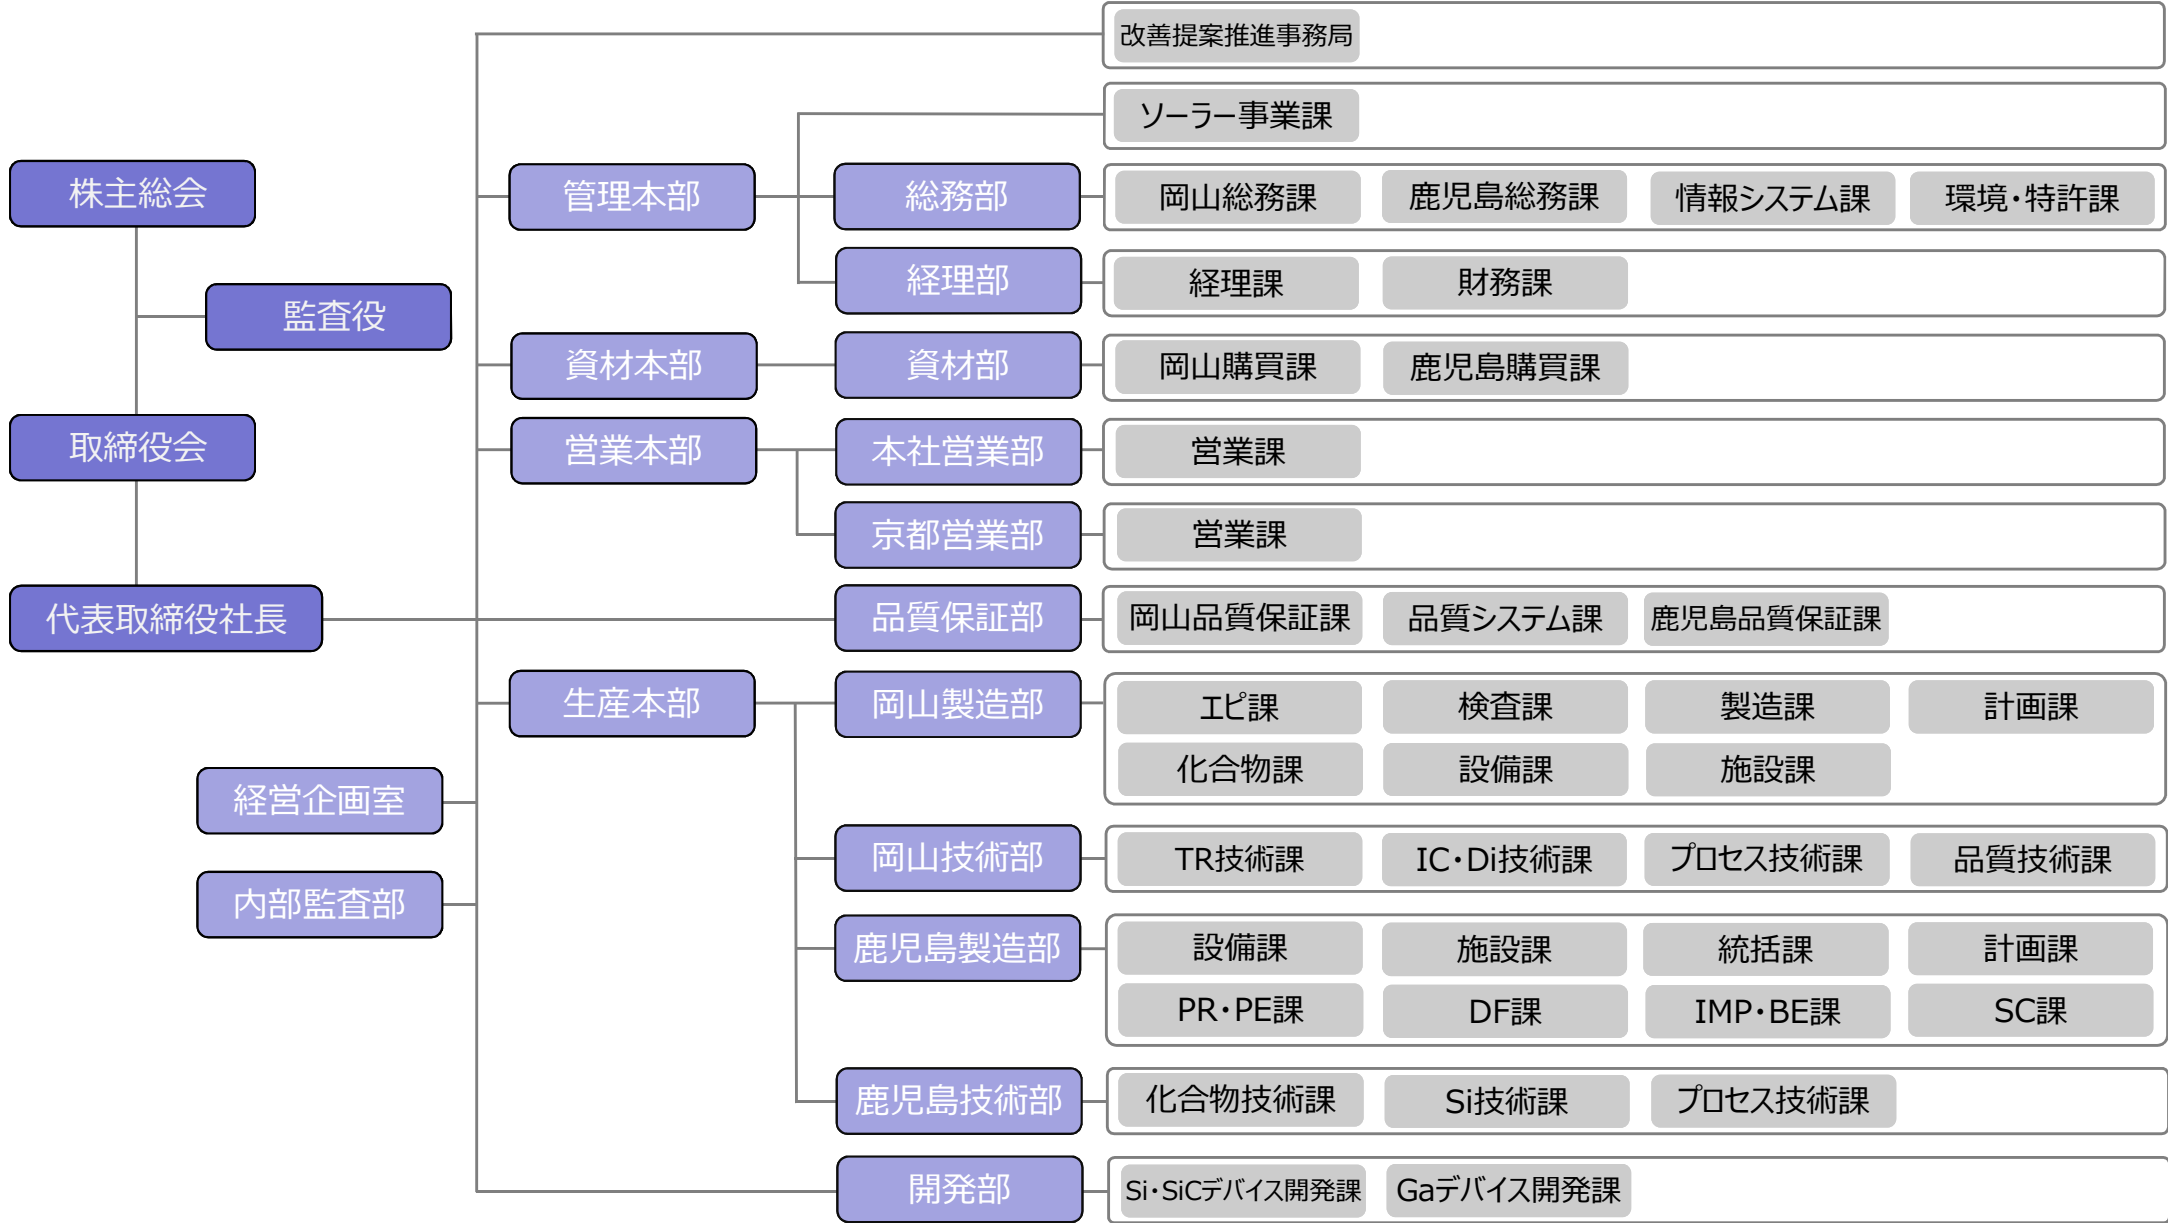 改善提案推進事務局
ソーラー事業課
株主総会
管理本部
総務部
岡山総務課
鹿児島総務課
情報システム課
環境・特許課
監査役
経理部
経理課
財務課
資材本部
資材部
岡山購買課
鹿児島購買課
取締役会
営業本部
本社営業部
営業課
京都営業部
営業課
代表取締役社長
品質保証部
岡山品質保証課
品質システム課
鹿児島品質保証課
生産本部
岡山製造部
エピ課
検査課
製造課
計画課
化合物課
設備課
施設課
経営企画室
岡山技術部
TR技術課
IC・Di技術課
プロセス技術課
品質技術課
内部監査部
鹿児島製造部
設備課
施設課
統括課
計画課
PR・PE課
DF課
IMP・BE課
SC課
鹿児島技術部
化合物技術課
Si技術課
プロセス技術課
開発部
Si・SiCデバイス開発課
Gaデバイス開発課